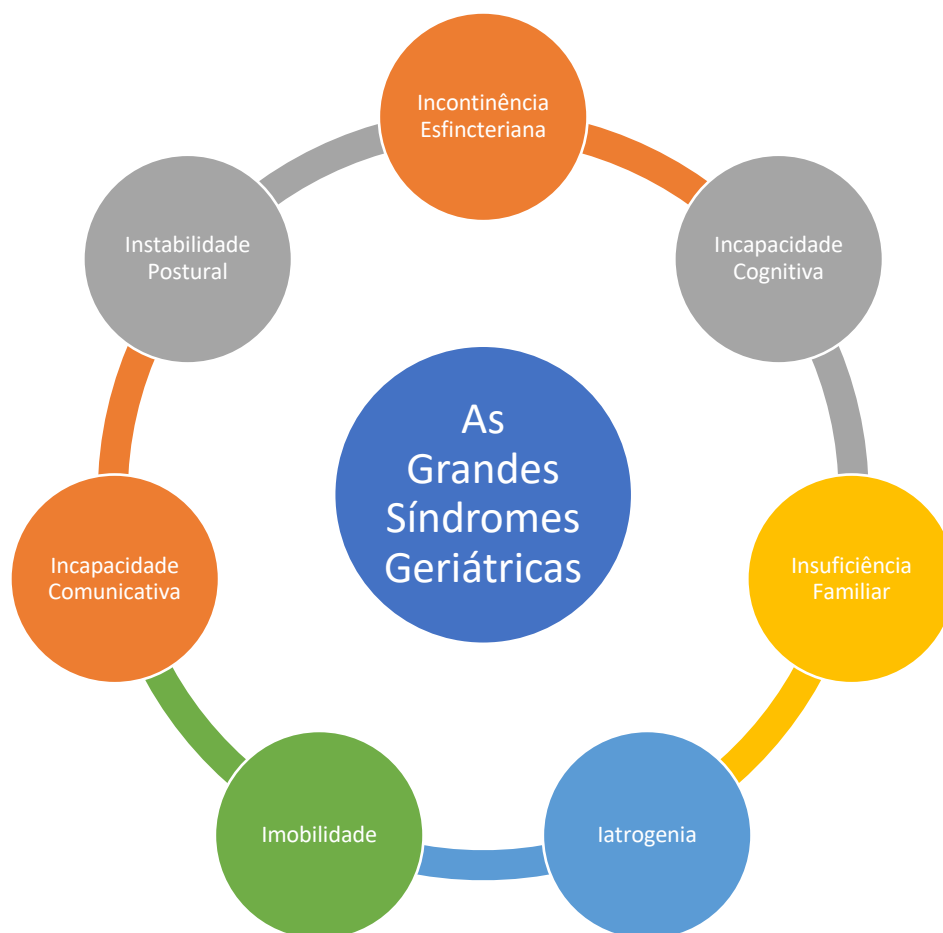 Incontinência
Esfincteriana
Incapacidade
Cognitiva
Insuficiência
Familiar
Iatrogenia
Imobilidade
Incapacidade
Comunicativa
Instabilidade
Postural
As
Grandes
Síndromes
Geriátricas